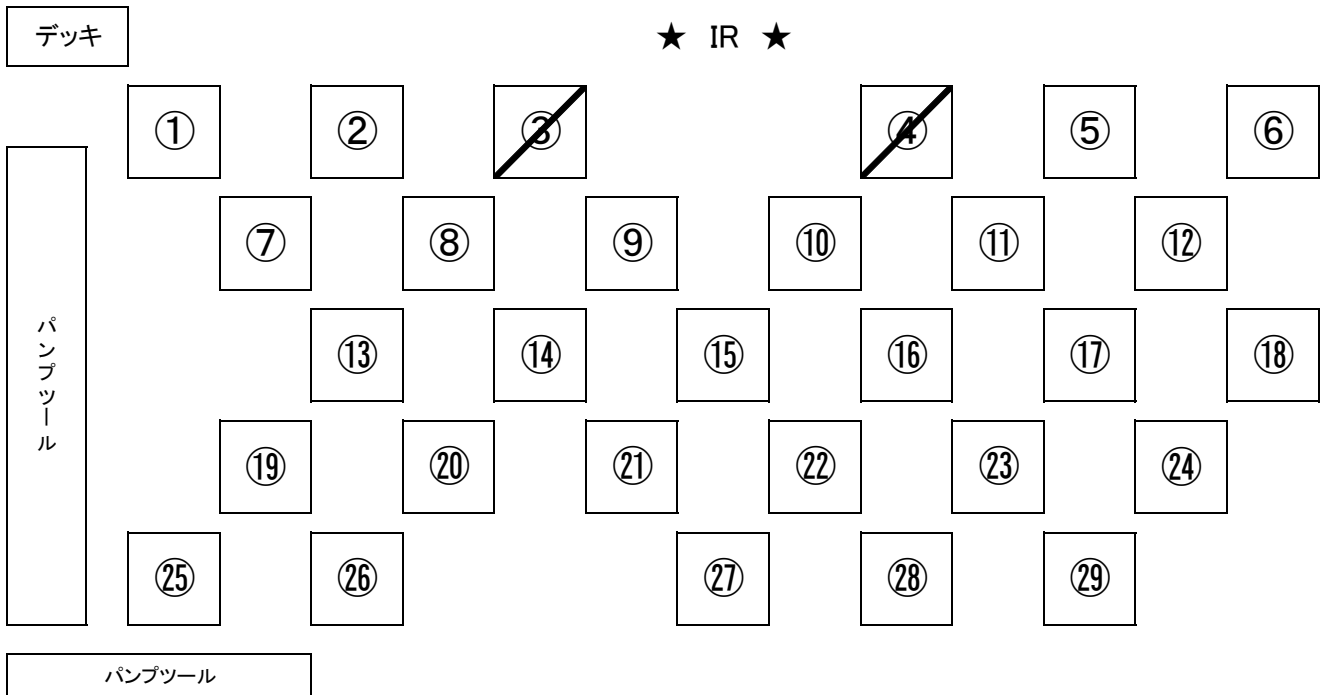 デッキ
★ IR ★
① ② ③ ④ ⑤ ⑥
⑦ ⑧ ⑨ ⑩ ⑪ ⑫
パンプツール
⑬ ⑭ ⑮ ⑯ ⑰ ⑱
⑲ ⑳ ㉑ ㉒ ㉓ ㉔
㉕ ㉖ ㉗ ㉘ ㉙
パンプツール